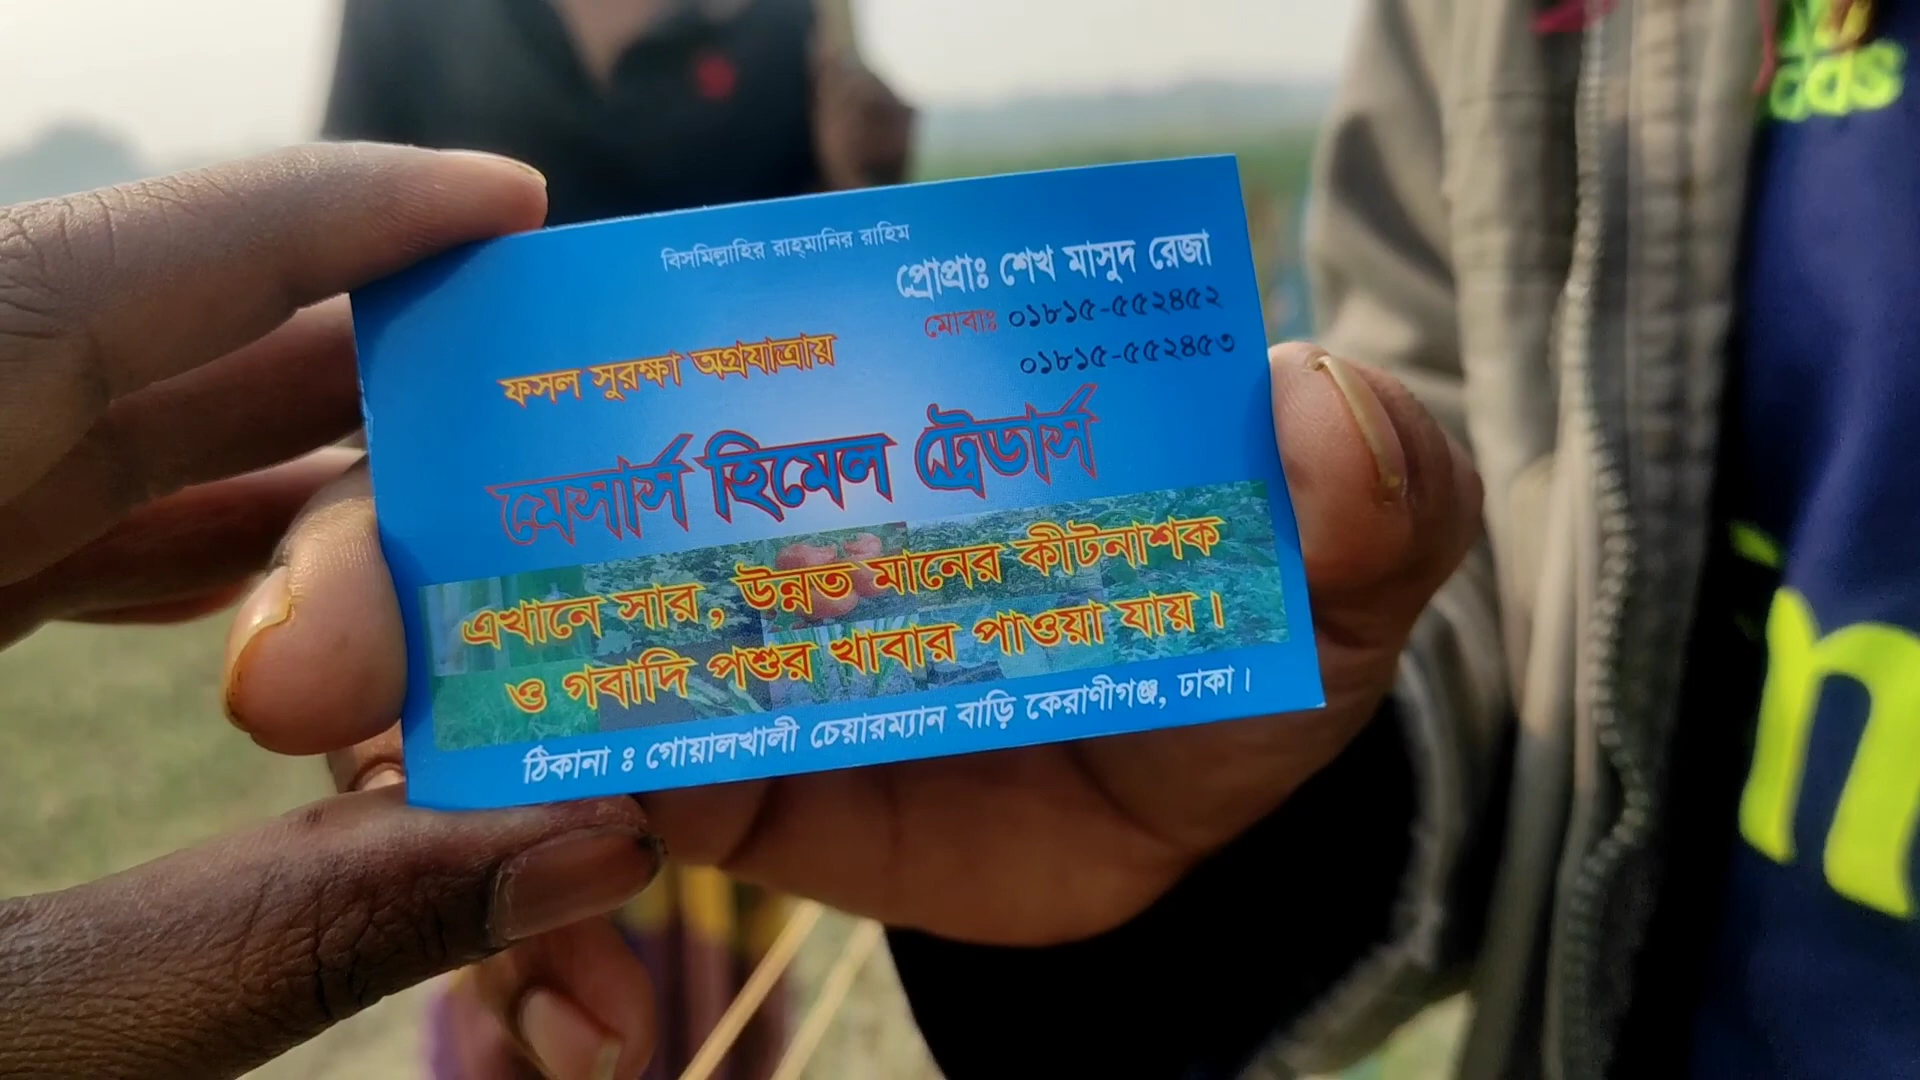 বিসমিল্লাহির রাহ্‌মানির রাহিম
প্রোপ্রাঃ শেখ মাসুদ রেজা
মোবাঃ ০১৮১৫-৫৫২৪৫২
০১৮১৫-৫৫২৪৫৩
ফসল সুরক্ষা অগ্রযাত্রায়
মেসার্স হিমেল ট্রেডার্স
এখানে সার, উন্নত মানের কীটনাশক
ও গবাদি পশুর খাবার পাওয়া যায়।
ঠিকানা ঃ গোয়ালখালী চেয়ারম্যান বাড়ি কেরাণীগঞ্জ, ঢাকা।